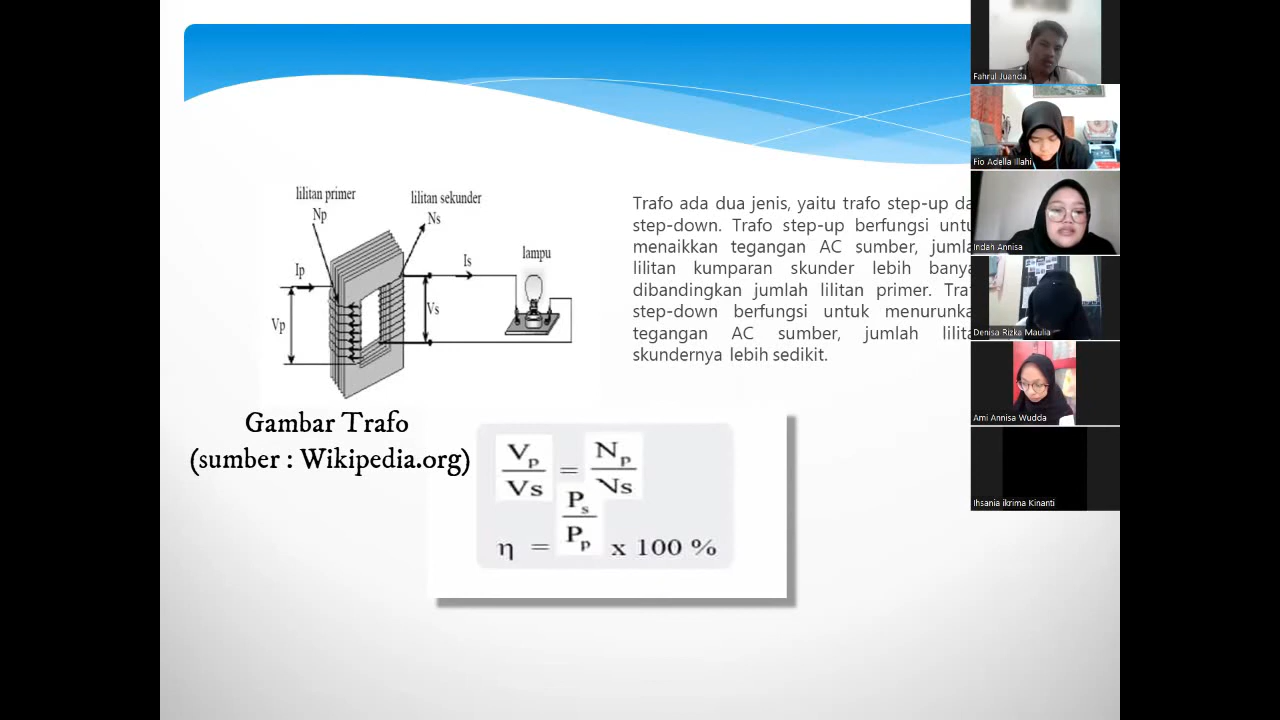 lilitan primer
Np
lilitan sekunder
Ns
Ip
Is
lampu
Vp
Vs
Gambar Trafo
(sumber : Wikipedia.org)
Trafo ada dua jenis, yaitu trafo step-up da
step-down. Trafo step-up berfungsi untu
menaikkan tegangan AC sumber, jumla
lilitan kumparan skunder lebih banya
dibandingkan jumlah lilitan primer. Traf
step-down berfungsi untuk menurunka
tegangan AC sumber, jumlah lilita
skundernya lebih sedikit.
Vp = Np
Vs Ns
Ps
η = Pp x 100 %
Fahrul Juanda
Fio Adella Illahi
Indah Annisa
Denisa Rizka Maulia
Ami Annisa Wudda
Ihsania ikrima Kinanti